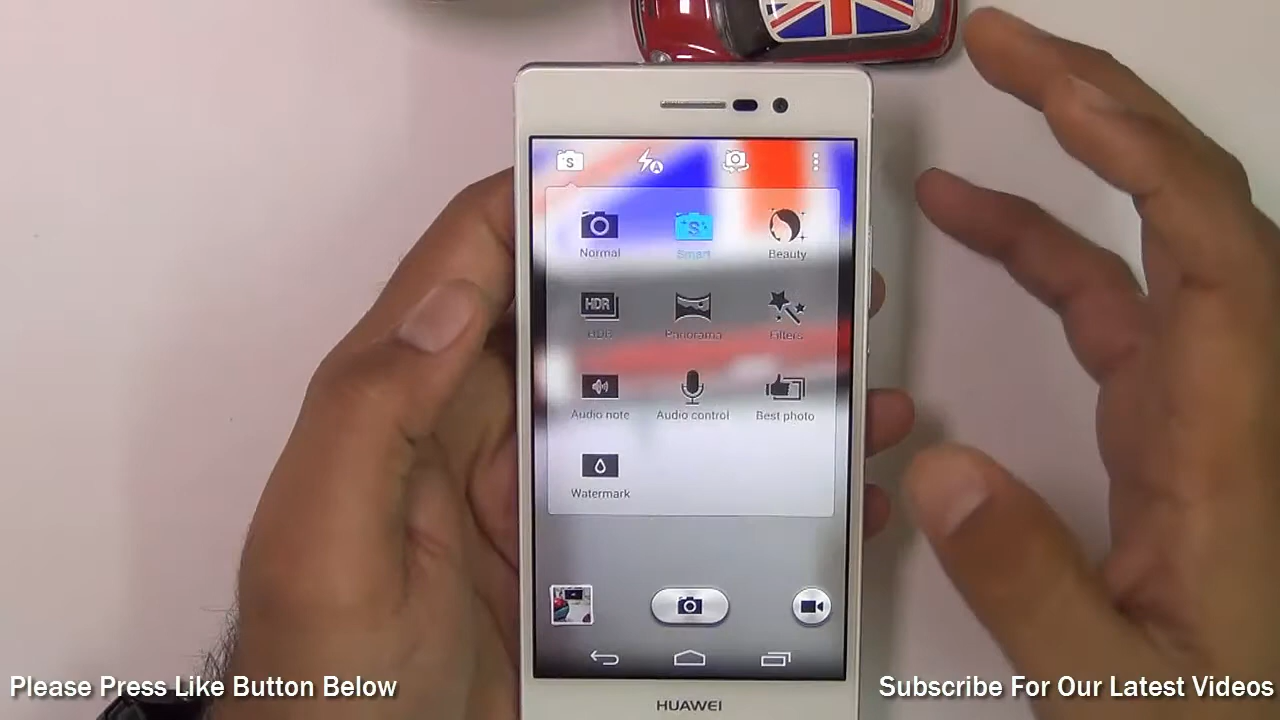 S
A
Normal
Smart
Beauty
HDR
HDR
Panorama
Filters
Audio note
Audio control
Best photo
Watermark
HUAWEI
Please Press Like Button Below
Subscribe For Our Latest Videos